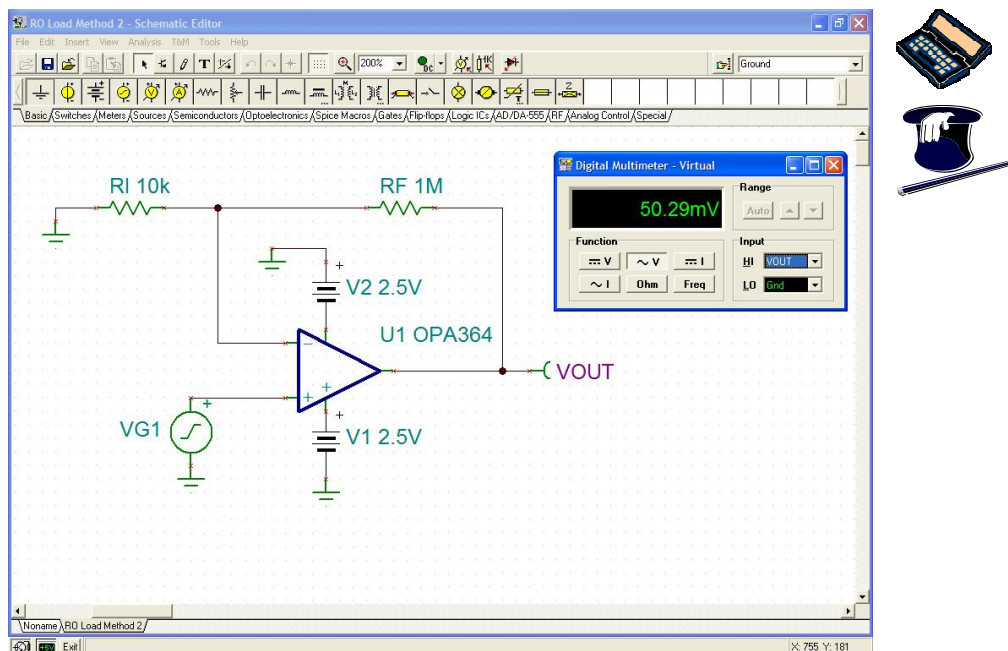 RO Load Method 2 - Schematic Editor
File Edit Insert View Analysis T&M Tools Help
200%
DC
Ground
Basic Switches Meters Sources Semiconductors Optoelectronics Spice Macros Gates Flip-flops Logic ICs AD/DA-555 RF Analog Control Special
RI 10k
RF 1M
V2 2.5V
U1 OPA364
VOUT
VG1
V1 2.5V
Digital Multimeter - Virtual
50.29mV
Range
Auto
Function
V
V
I
I
Ohm
Freq
Input
HI VOUT
LO Gnd
Noname RO Load Method 2
+5V Exit
X: 755 Y: 181